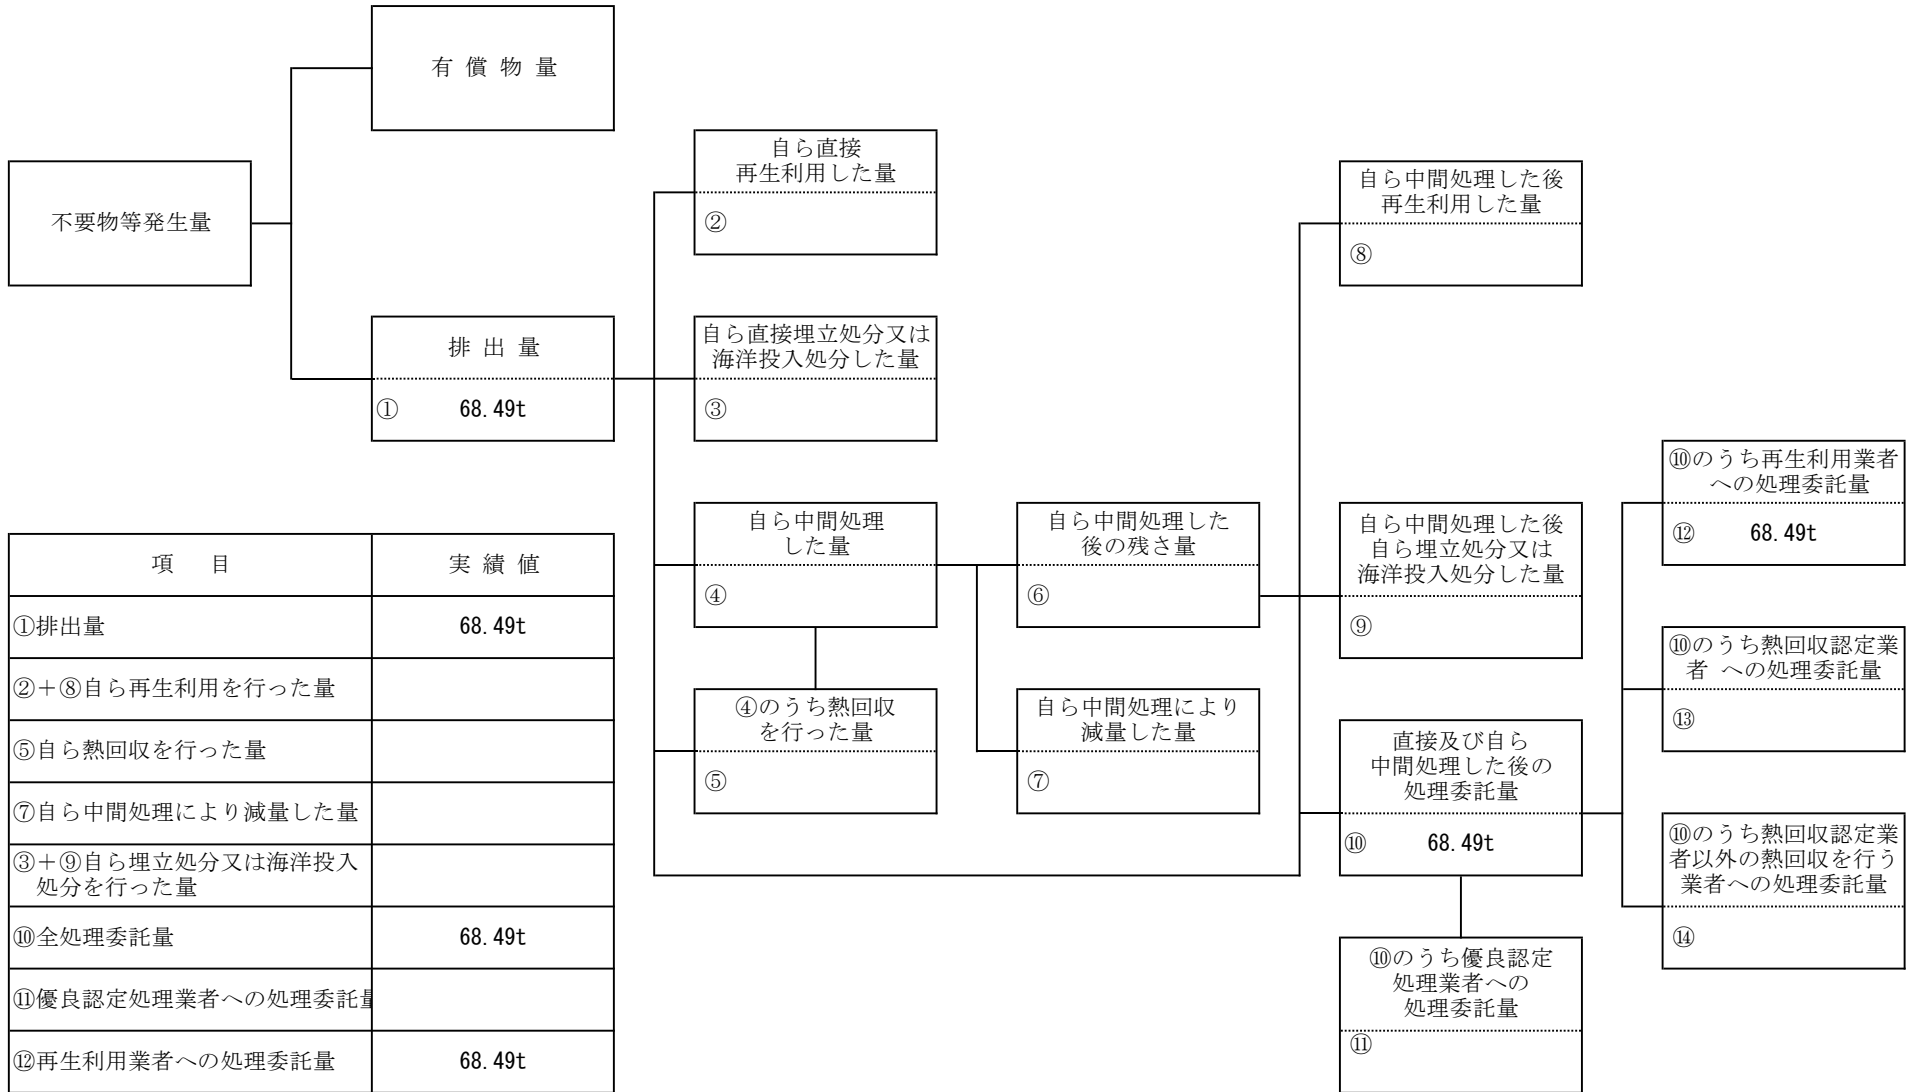 有償物量
不要物等発生量
排出量
① 68.49t
自ら直接
再生利用した量
②
自ら直接埋立処分又は
海洋投入処分した量
③
自ら中間処理
した量
④
④のうち熱回収
を行った量
⑤
自ら中間処理した
後の残さ量
⑥
自ら中間処理により
減量した量
⑦
自ら中間処理した後
再生利用した量
⑧
自ら中間処理した後
自ら埋立処分又は
海洋投入処分した量
⑨
直接及び自ら
中間処理した後の
処理委託量
⑩ 68.49t
⑩のうち優良認定
処理業者への
処理委託量
⑪
⑩のうち再生利用業者
への処理委託量
⑫ 68.49t
⑩のうち熱回収認定業
者 への処理委託量
⑬
⑩のうち熱回収認定業
者以外の熱回収を行う
業者への処理委託量
⑭
項目 実績値
①排出量 68.49t
②+⑧自ら再生利用を行った量
⑤自ら熱回収を行った量
⑦自ら中間処理により減量した量
③+⑨自ら埋立処分又は海洋投入
処分を行った量
⑩全処理委託量 68.49t
⑪優良認定処理業者への処理委託量
⑫再生利用業者への処理委託量 68.49t